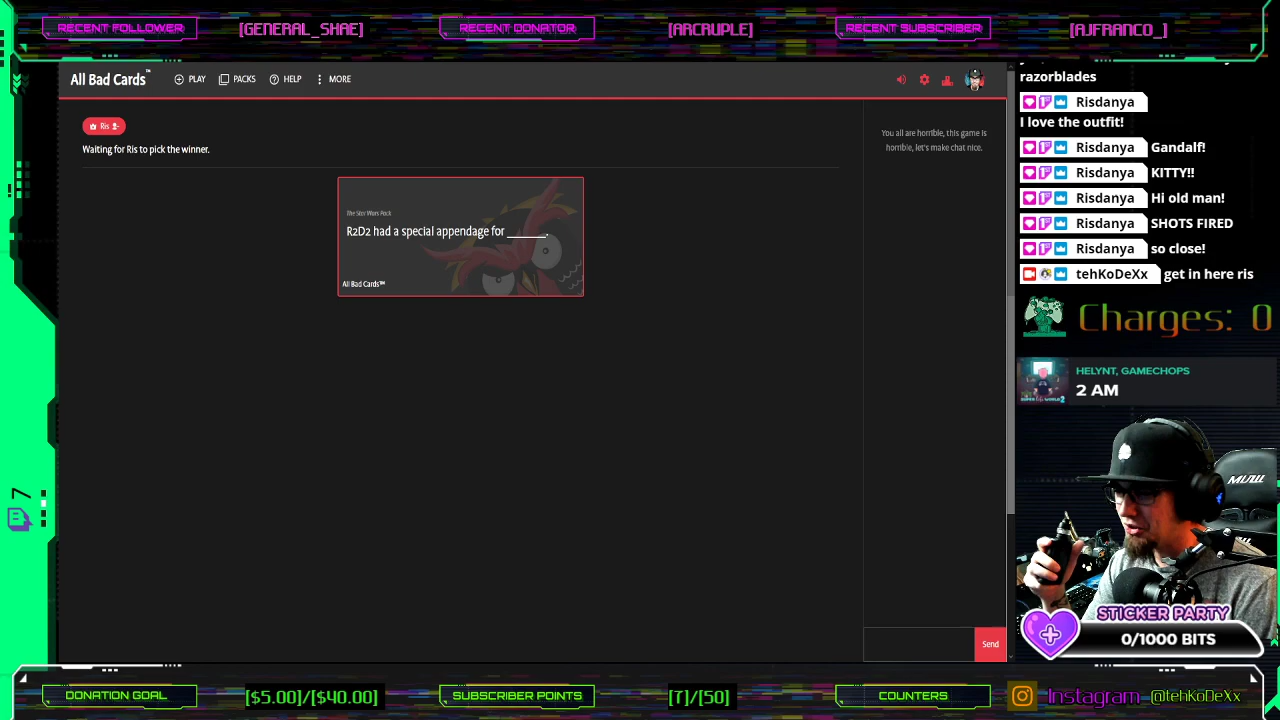 RECENT FOLLOWER [GENERAL_SHAE] RECENT DONATOR [ARCRUPLE] RECENT SUBSCRIBER [AJFRANCO_]
All Bad Cards™ PLAY PACKS HELP MORE
Ris
Waiting for Ris to pick the winner.
The Star Wars Pack
R2D2 had a special appendage for _______.
All Bad Cards™
You all are horrible, this game is
horrible, let's make chat nice.
Send
razorblades
Risdanya
I love the outfit!
Risdanya Gandalf!
Risdanya KITTY!!
Risdanya Hi old man!
Risdanya SHOTS FIRED
Risdanya so close!
tehKoDeXx get in here ris
Charges: 0
HELYNT, GAMECHOPS
2 AM
STICKER PARTY
0/1000 BITS
7
DONATION GOAL [$5.00]/[$40.00] SUBSCRIBER POINTS [7]/[50] COUNTERS Instagram @tehKoDeXx